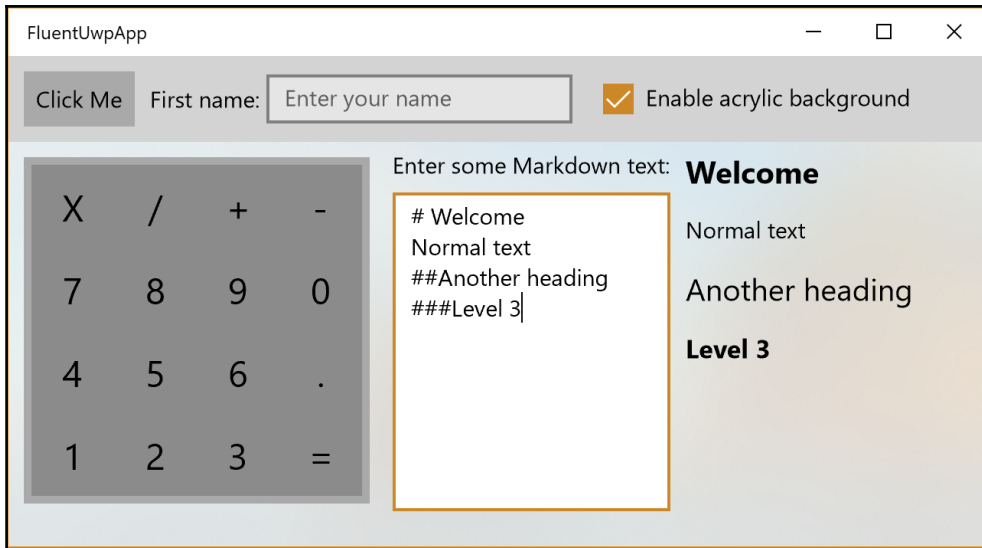 FluentUwpApp
Click Me First name: Enter your name Enable acrylic background
X / + -
7 8 9 0
4 5 6 .
1 2 3 =
Enter some Markdown text:
# Welcome
Normal text
##Another heading
###Level 3
Welcome
Normal text
Another heading
Level 3